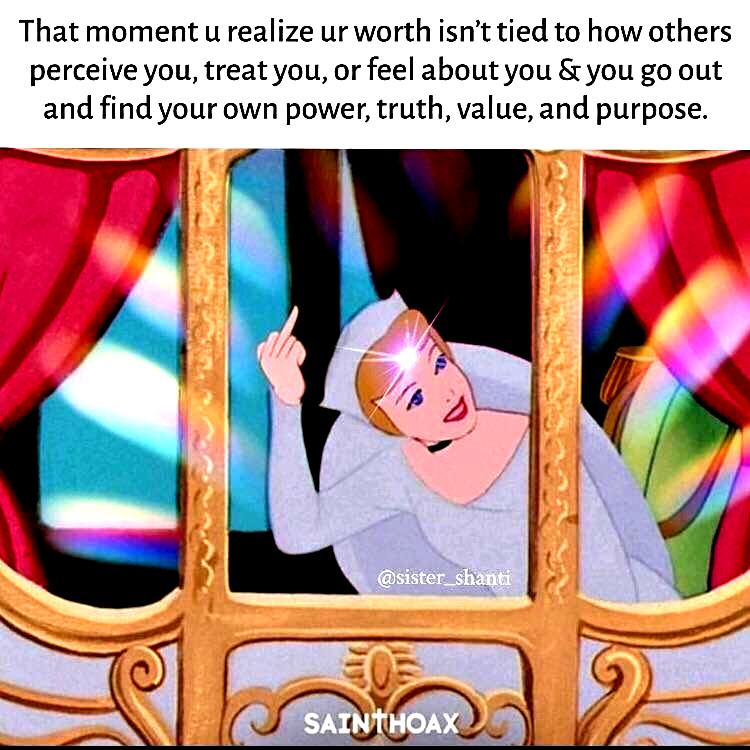 That moment u realize ur worth isn’t tied to how others
perceive you, treat you, or feel about you & you go out
and find your own power, truth, value, and purpose.
@sister_shanti
SAINTHOAX